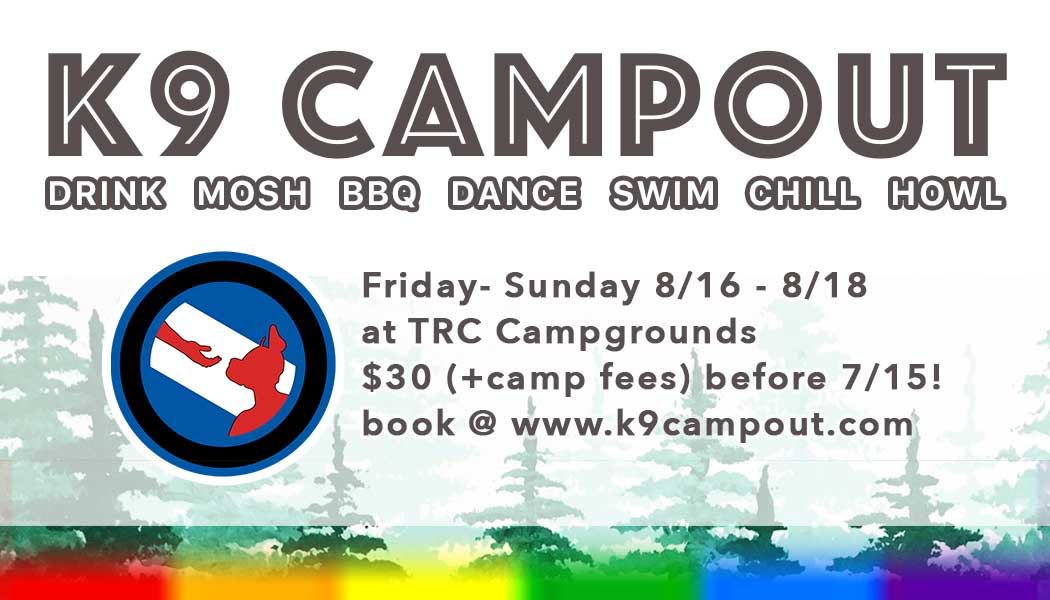 K9 CAMPOUT
DRINK MOSH BBQ DANCE SWIM CHILL HOWL
Friday- Sunday 8/16 - 8/18
at TRC Campgrounds
$30 (+camp fees) before 7/15!
book @ www.k9campout.com